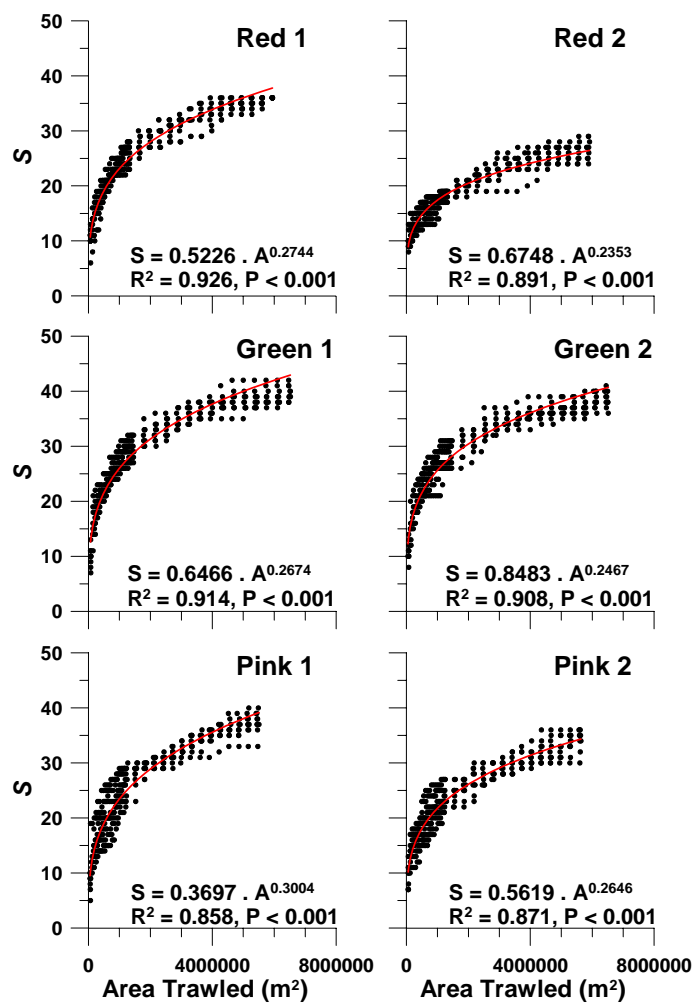 Red 1
Red 2
50
40
30
20
10
0
S
S = 0.5226 . A^0.2744
R² = 0.926, P < 0.001
S = 0.6748 . A^0.2353
R² = 0.891, P < 0.001
Green 1
Green 2
50
40
30
20
10
0
S
S = 0.6466 . A^0.2674
R² = 0.914, P < 0.001
S = 0.8483 . A^0.2467
R² = 0.908, P < 0.001
Pink 1
Pink 2
50
40
30
20
10
0
S
S = 0.3697 . A^0.3004
R² = 0.858, P < 0.001
S = 0.5619 . A^0.2646
R² = 0.871, P < 0.001
0 4000000 8000000 0 4000000 8000000
Area Trawled (m²) Area Trawled (m²)